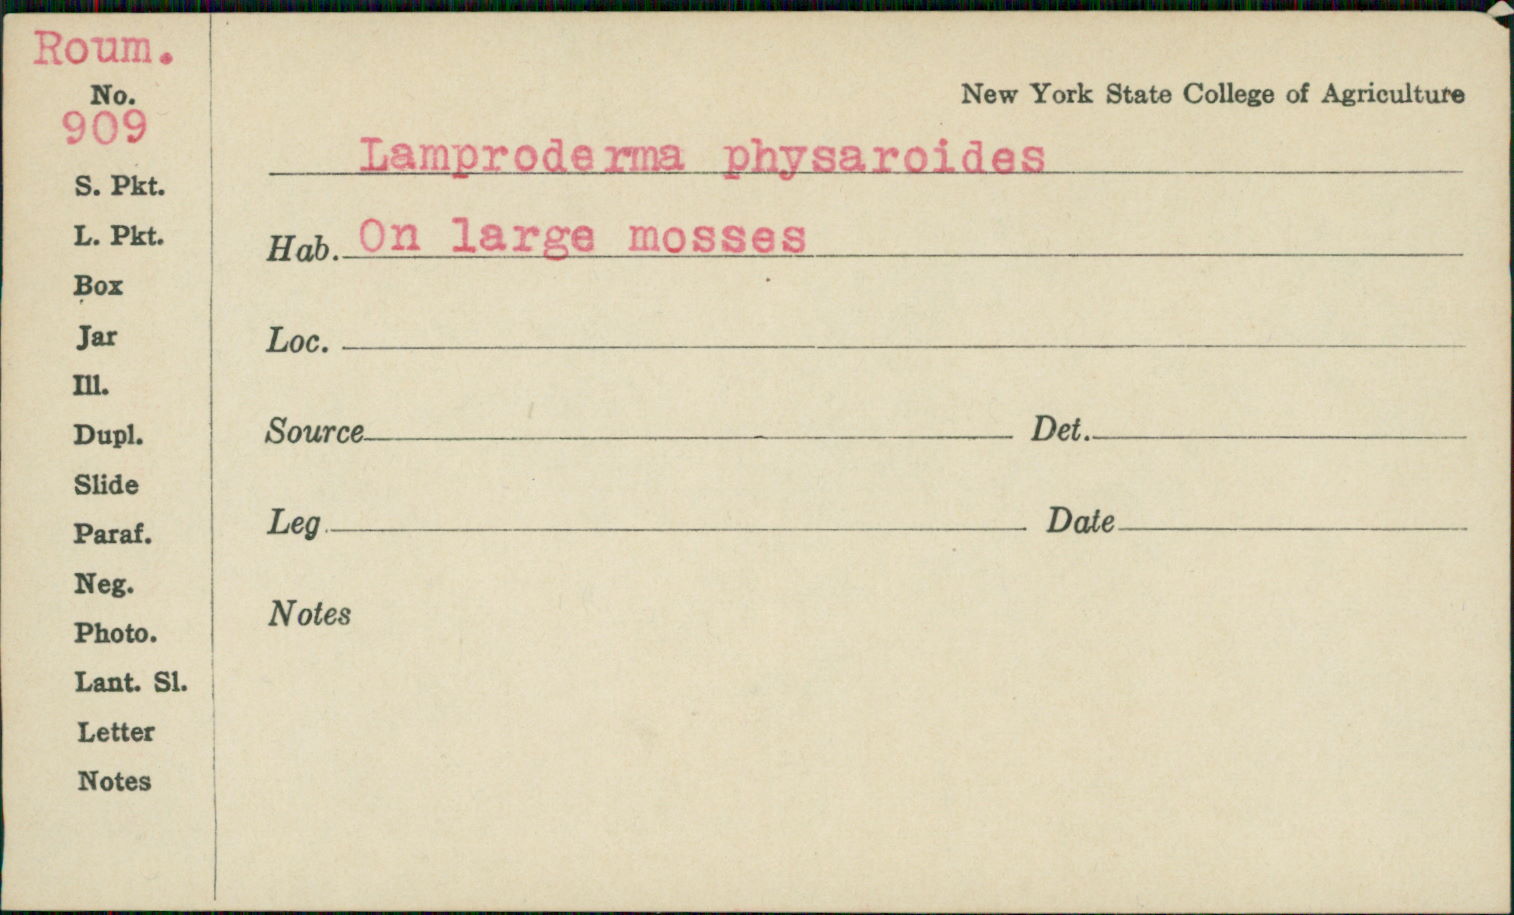 Roum.
No.
909
S. Pkt.
L. Pkt.
Box
Jar
Ill.
Dupl.
Slide
Paraf.
Neg.
Photo.
Lant. Sl.
Letter
Notes
New York State College of Agriculture
Lamproderma physaroides
Hab. On large mosses
Loc.
Source Det.
Leg Date
Notes